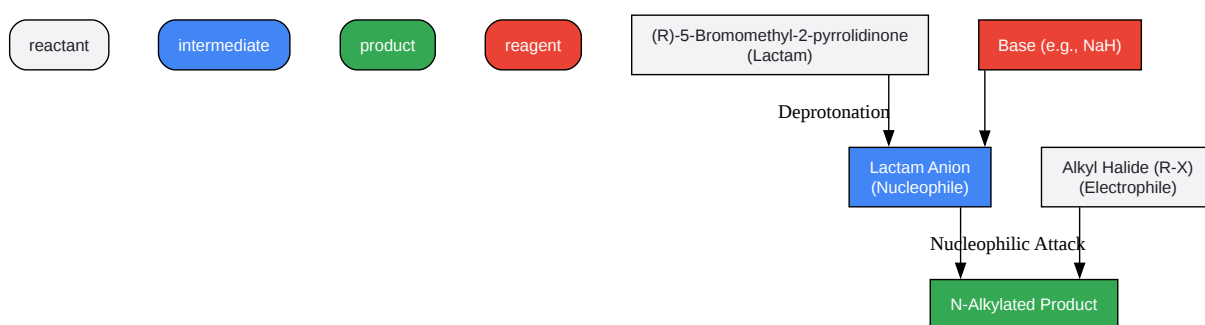 reactant
intermediate
product
reagent
(R)-5-Bromomethyl-2-pyrrolidinone
(Lactam)
Base (e.g., NaH)
Deprotonation
Lactam Anion
(Nucleophile)
Alkyl Halide (R-X)
(Electrophile)
Nucleophilic Attack
N-Alkylated Product